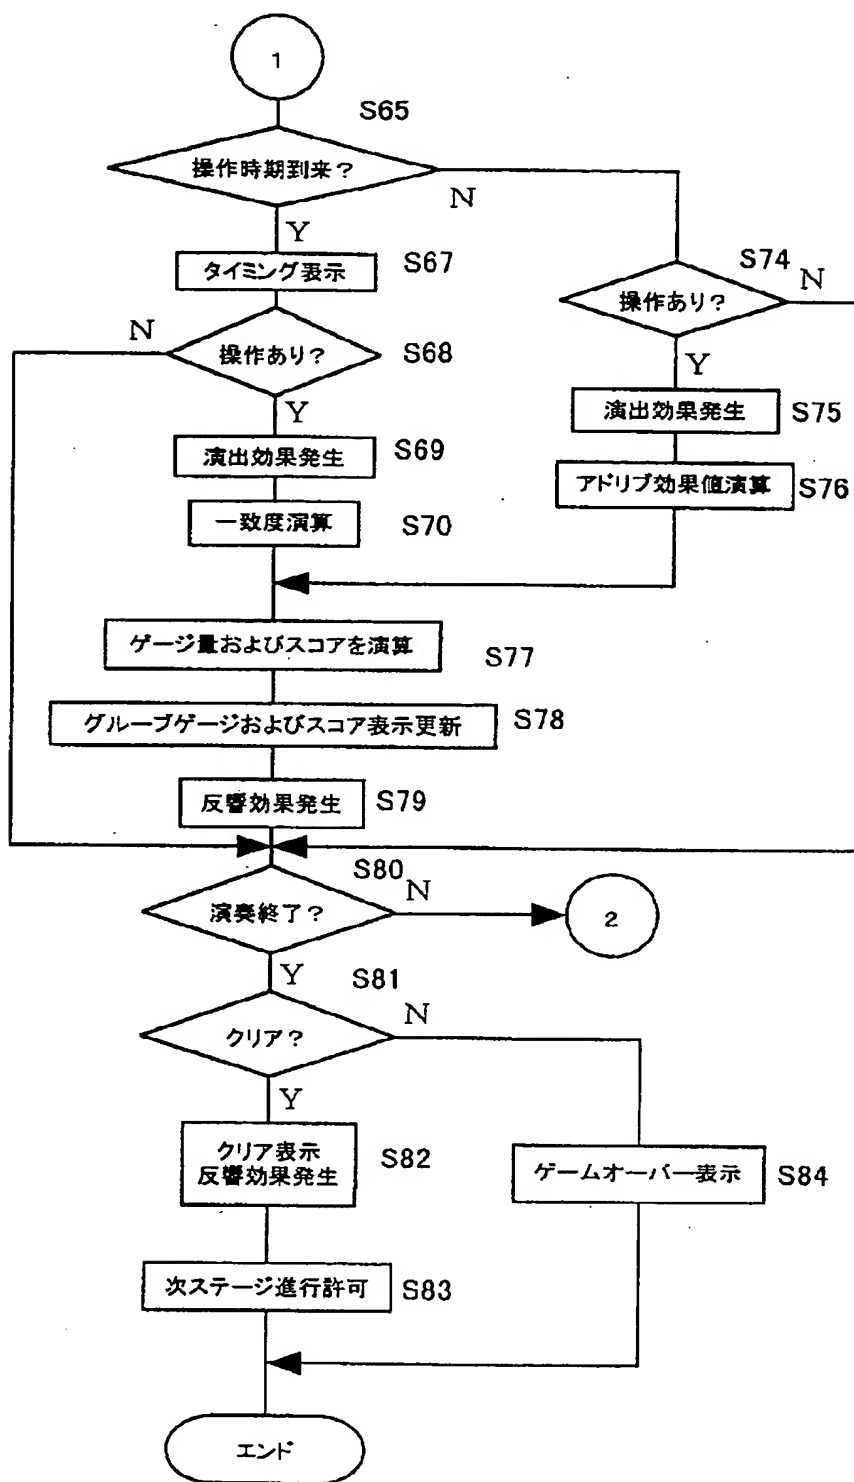 1
S65
操作時期到来？
N
Y
タイミング表示
S67
S74
N
操作あり？
N
操作あり？
S68
Y
Y
演出効果発生
S75
演出効果発生
S69
アドリブ効果値演算
S76
一致度演算
S70
ゲージ量およびスコアを演算
S77
グルーブゲージおよびスコア表示更新
S78
反響効果発生
S79
S80
演奏終了？
N
2
Y
S81
クリア？
N
Y
クリア表示
反響効果発生
S82
ゲームオーバー表示
S84
次ステージ進行許可
S83
エンド